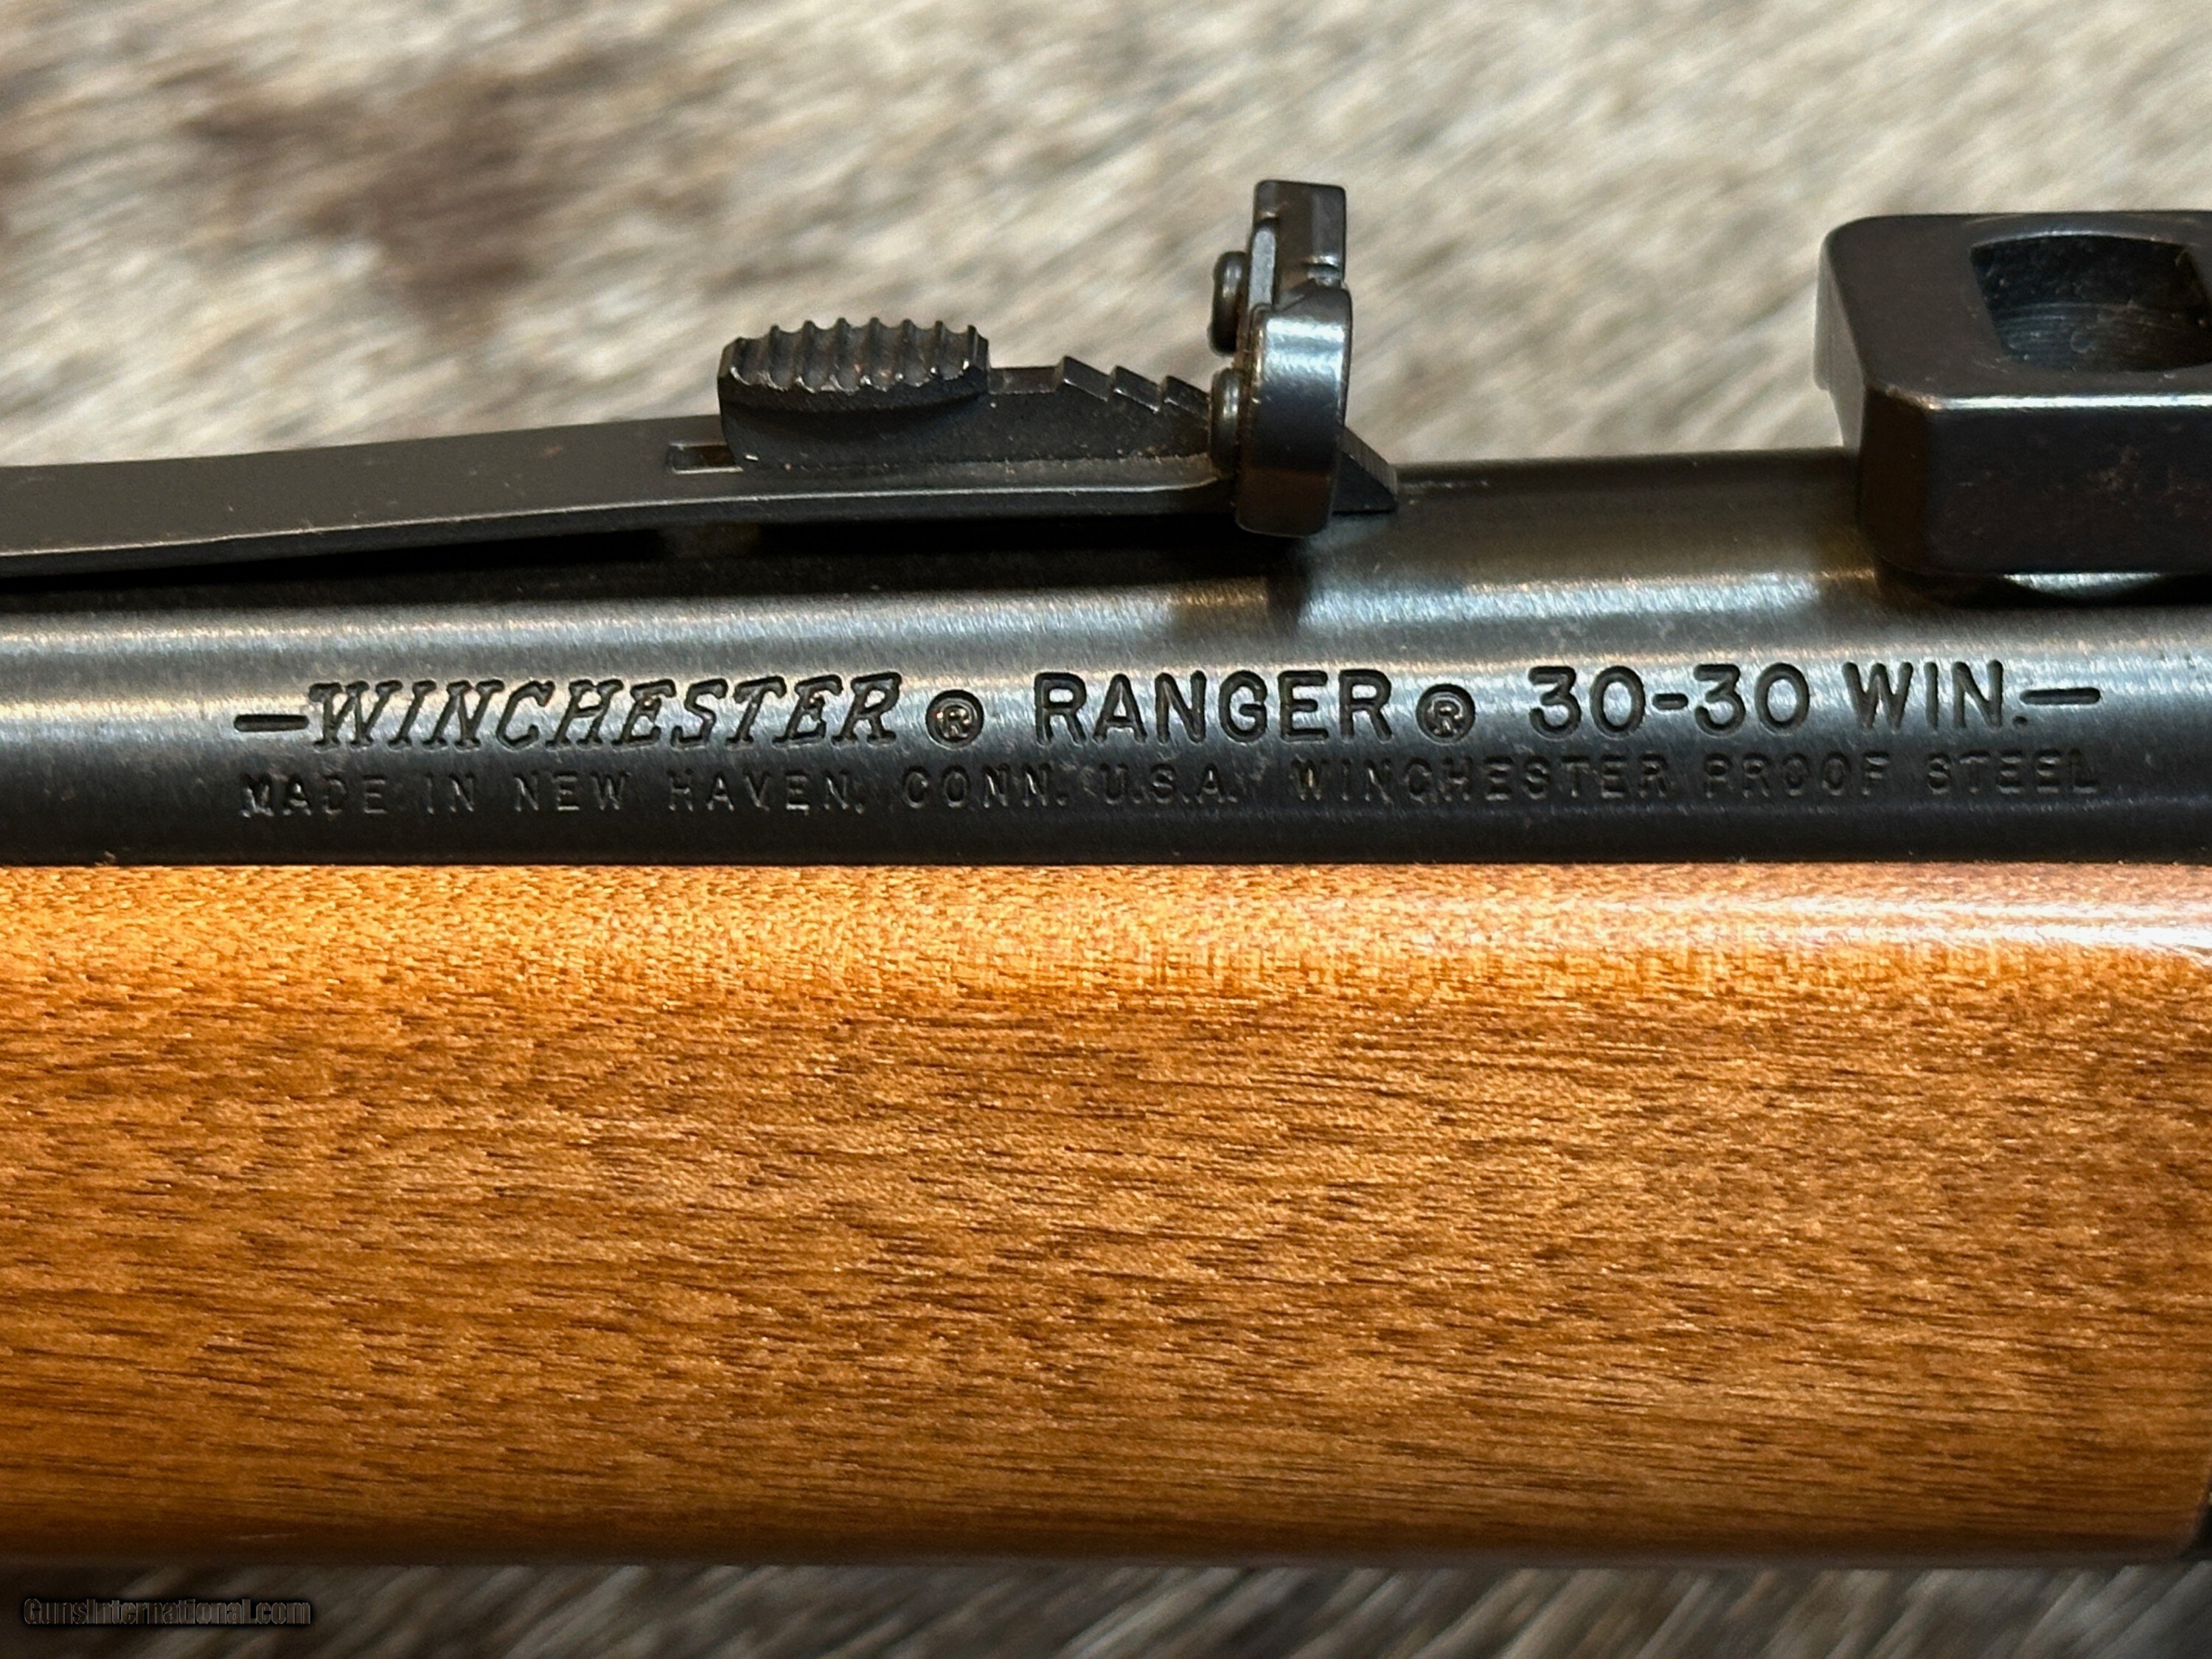 —WINCHESTER ® RANGER ® 30-30 WIN.—
MADE IN NEW HAVEN, CONN. U.S.A. WINCHESTER PROOF STEEL
GunsInternational.com